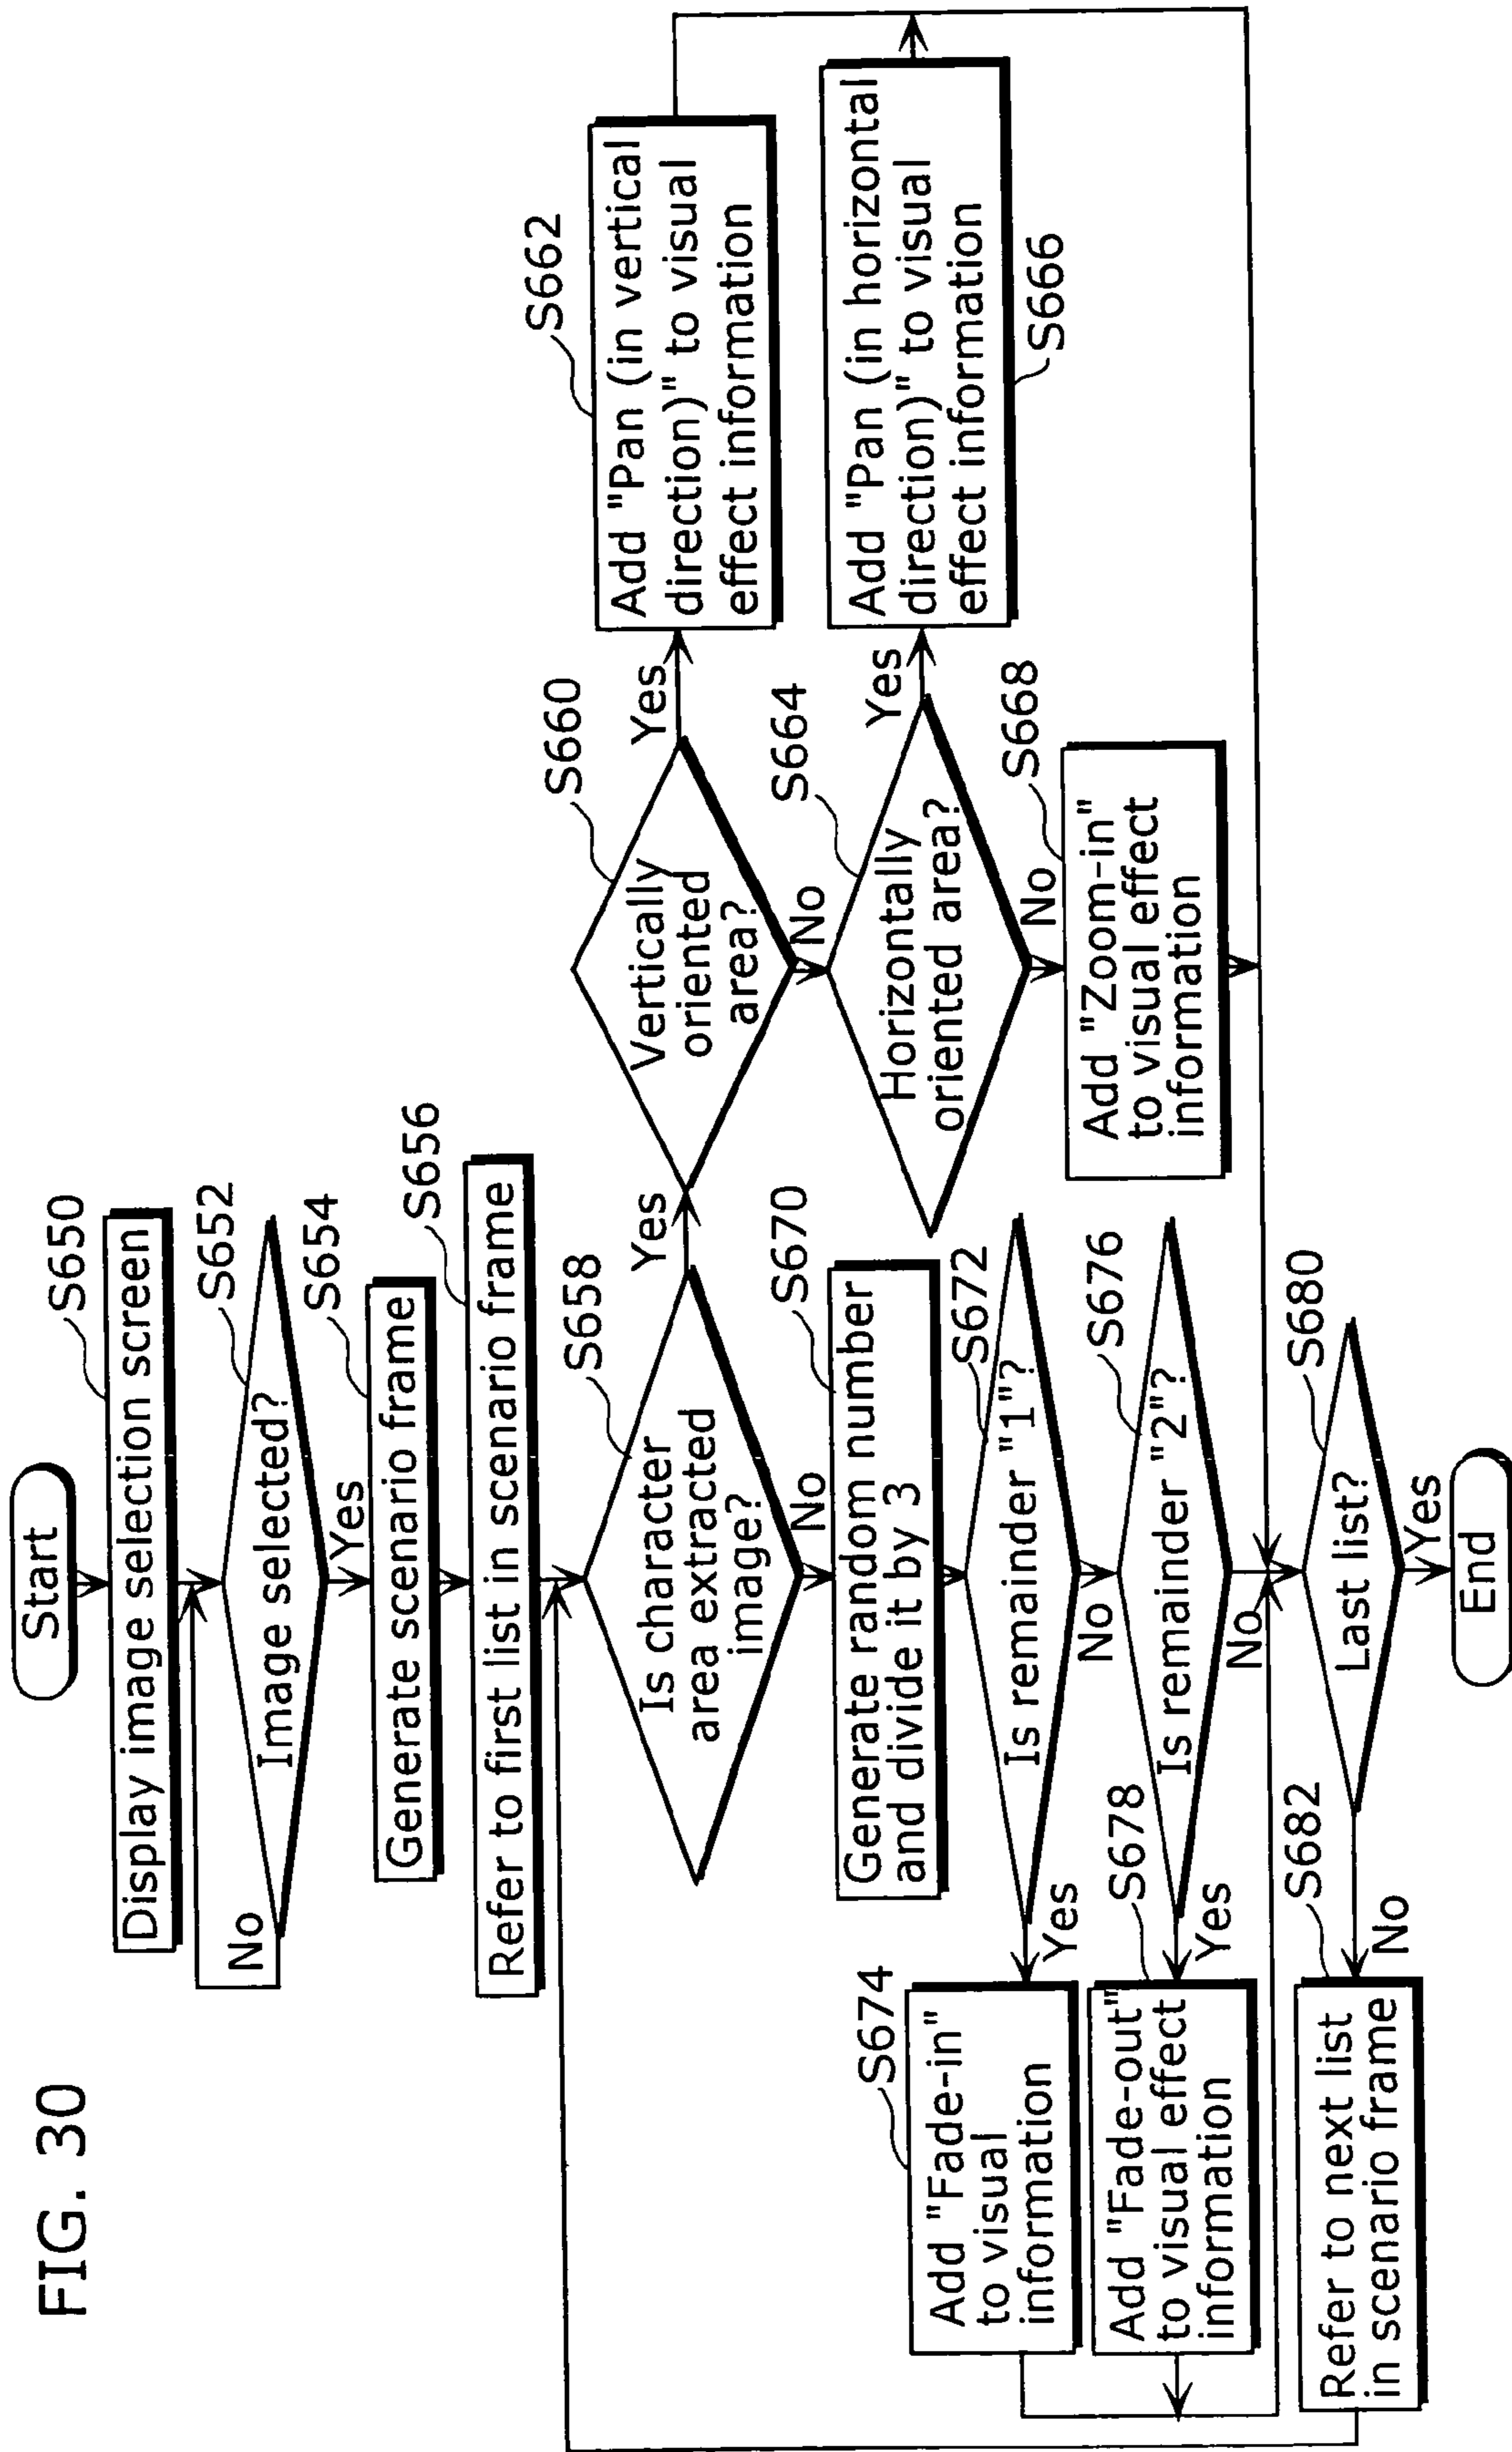 FIG. 30
Start
S650
Display image selection screen
S652
Image selected?
No
Yes
S654
Generate scenario frame
S656
Refer to first list in scenario frame
S658
Is character
area extracted
image?
Yes
No
S660
Vertically
oriented
area?
Yes
No
S662
Add "Pan (in vertical
direction)" to visual
effect information
S664
Horizontally
oriented area?
Yes
No
S666
Add "Pan (in horizontal
direction)" to visual
effect information
S668
Add "Zoom-in"
to visual effect
information
S670
Generate random number
and divide it by 3
S672
Is remainder "1"?
Yes
No
S674
Add "Fade-in"
to visual
information
S676
Is remainder "2"?
Yes
No
S678
Add "Fade-out"
to visual effect
information
S680
Last list?
No
Yes
S682
Refer to next list
in scenario frame
End